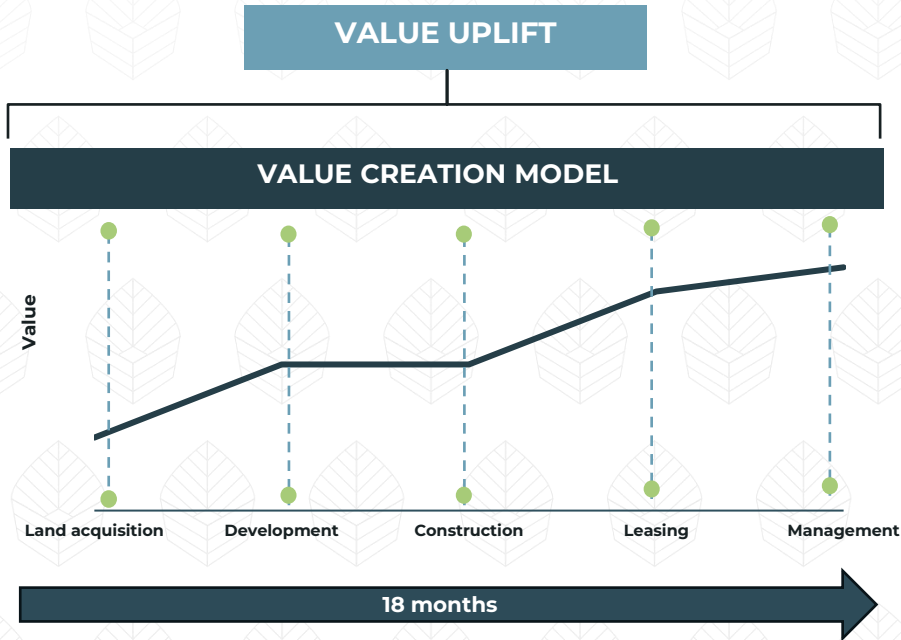 VALUE UPLIFT
VALUE CREATION MODEL
Value
Land acquisition
Development
Construction
Leasing
Management
18 months